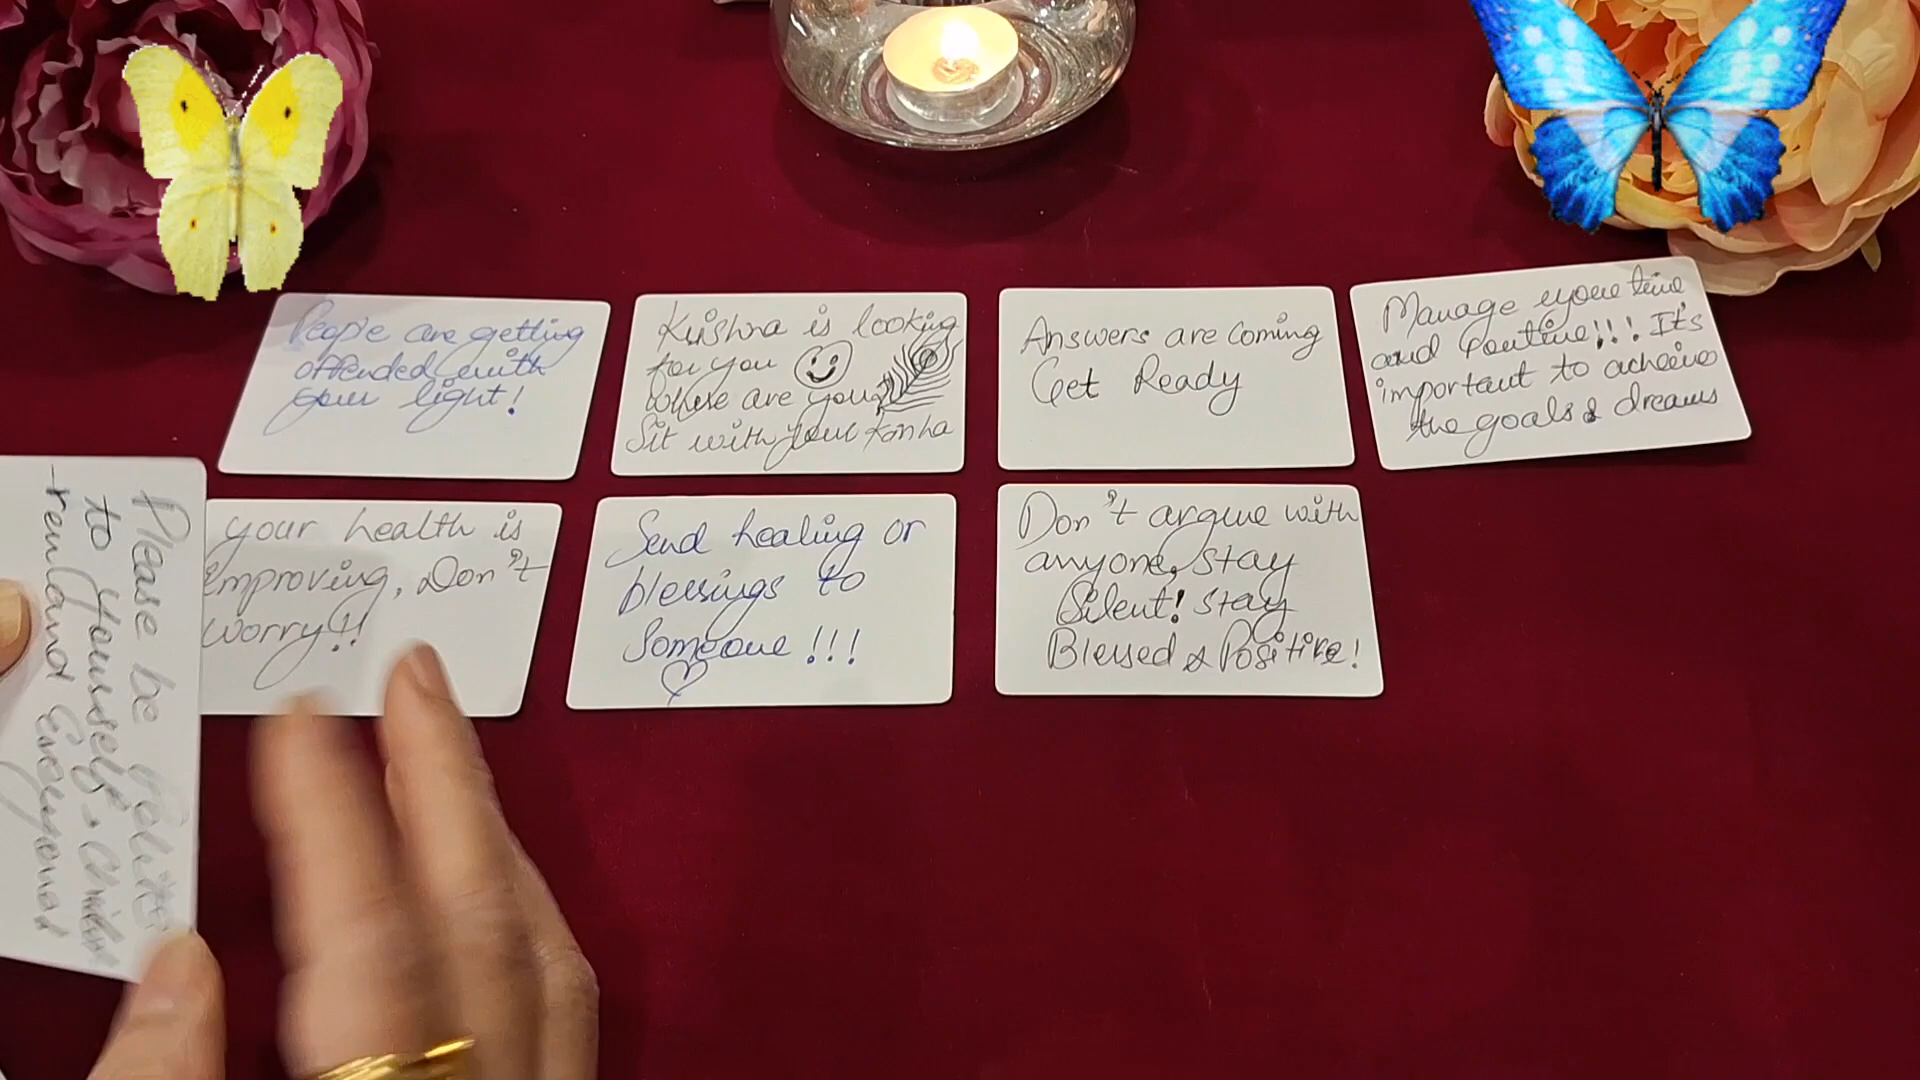 People are getting
offended with
your light!
Krishna is looking
for you
Where are you?
Sit with your Kanha
Answers are coming
Get Ready
Manage your time
and routine!!! It's
important to acheive
the goals & dreams
your health is
improving, Don't
worry!!
Send healing or
blessings to
Someone !!!
Don't argue with
anyone, stay
Silent! stay
Blessed & Positive!
Please be polite
to yourself.